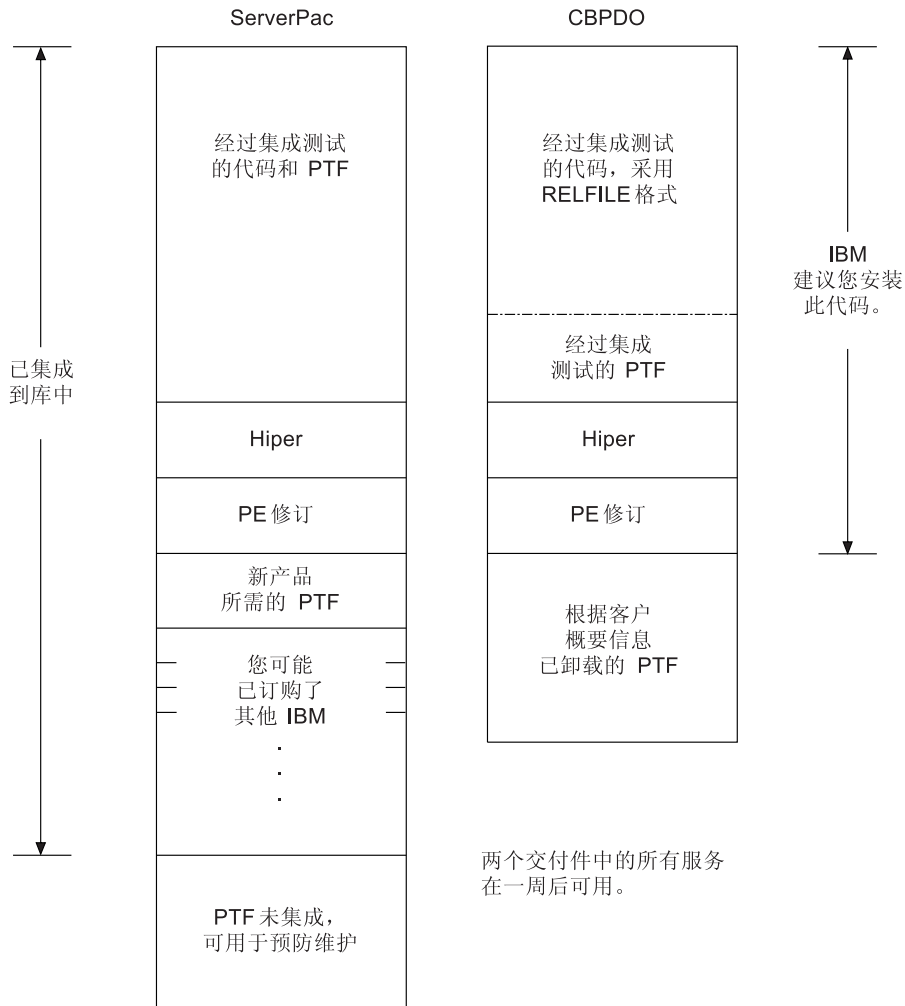 ServerPac
CBPDO
经过集成测试
的代码和 PTF
经过集成测试
的代码，采用
RELFILE 格式
IBM
建议您安装
此代码。
经过集成
测试的 PTF
已集成
到库中
Hiper
Hiper
PE 修订
PE 修订
新产品
所需的 PTF
根据客户
概要信息
已卸载的 PTF
您可能
已订购了
其他 IBM
.
.
.
两个交付件中的所有服务
在一周后可用。
PTF 未集成，
可用于预防维护